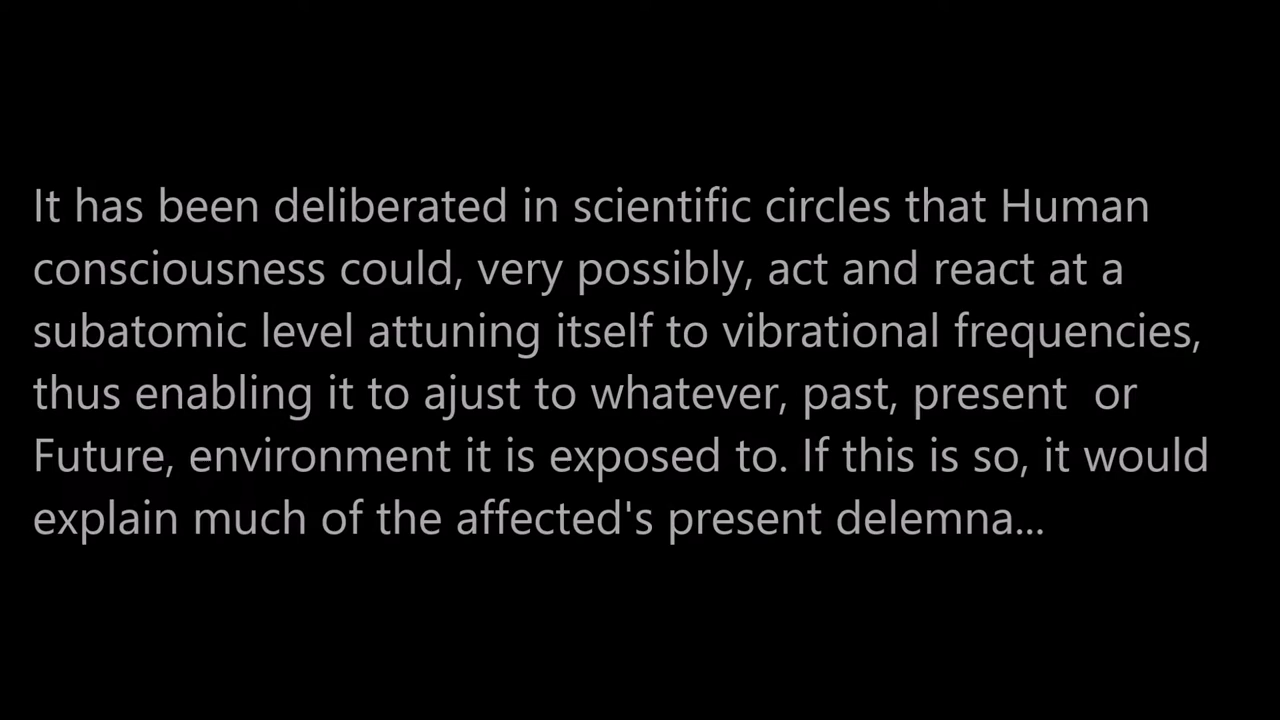 It has been deliberated in scientific circles that Human
consciousness could, very possibly, act and react at a
subatomic level attuning itself to vibrational frequencies,
thus enabling it to ajust to whatever, past, present  or
Future, environment it is exposed to. If this is so, it would
explain much of the affected's present delemna...